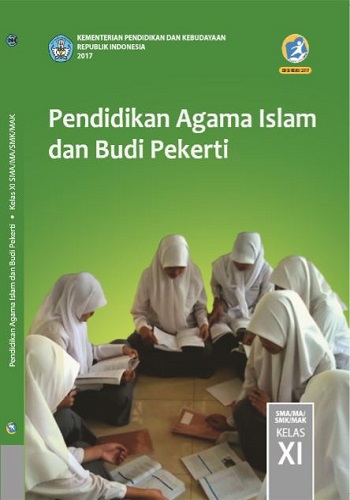 KEMENTERIAN PENDIDIKAN DAN KEBUDAYAAN
REPUBLIK INDONESIA
2017
Pendidikan Agama Islam
dan Budi Pekerti
Pendidikan Agama Islam dan Budi Pekerti • Kelas XI SMA/MA/SMK/MAK
SMA/MA/
SMK/MAK
KELAS
XI